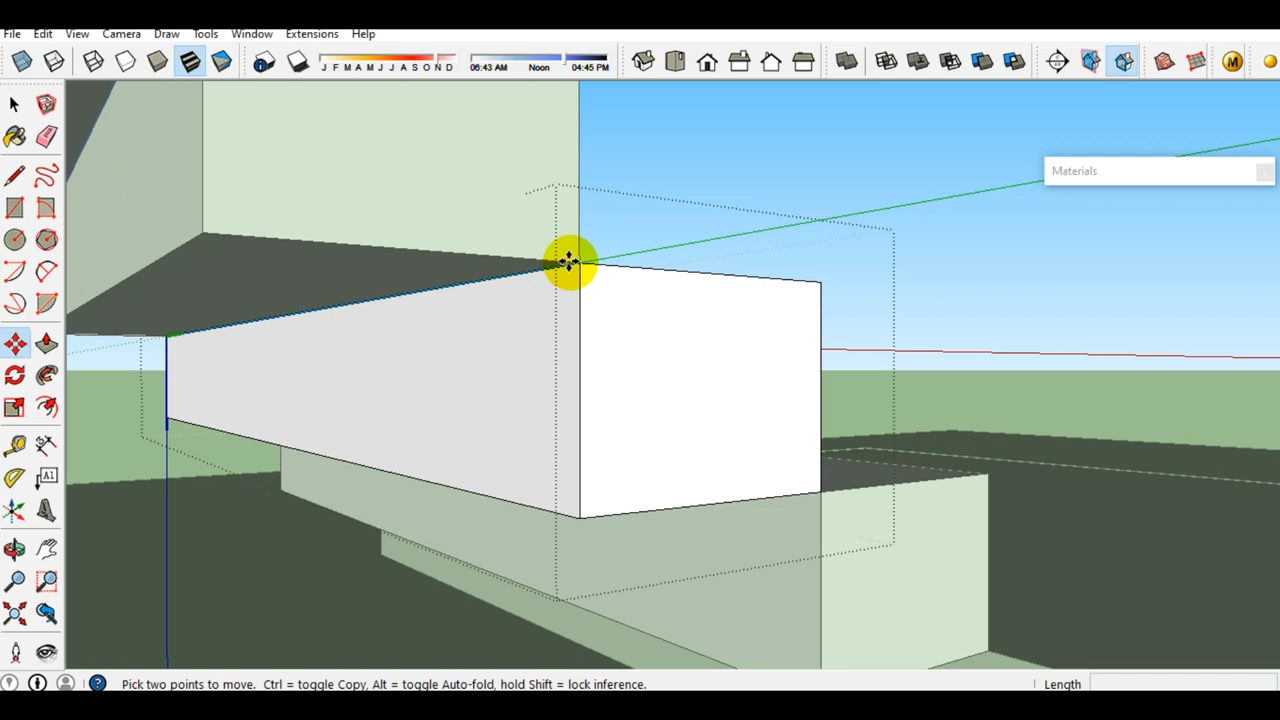 File Edit View Camera Draw Tools Window Extensions Help
J F M A M J J A S O N D 06:43 AM Noon 04:45 PM
M
Materials
A1
Pick two points to move. Ctrl = toggle Copy, Alt = toggle Auto-fold, hold Shift = lock inference. Length